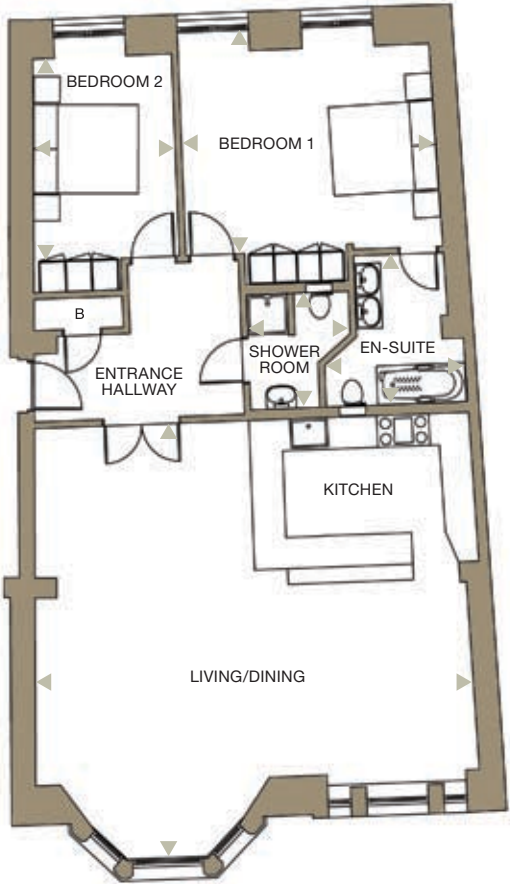 BEDROOM 2
BEDROOM 1
B
SHOWER
ROOM
EN-SUITE
ENTRANCE
HALLWAY
KITCHEN
LIVING/DINING